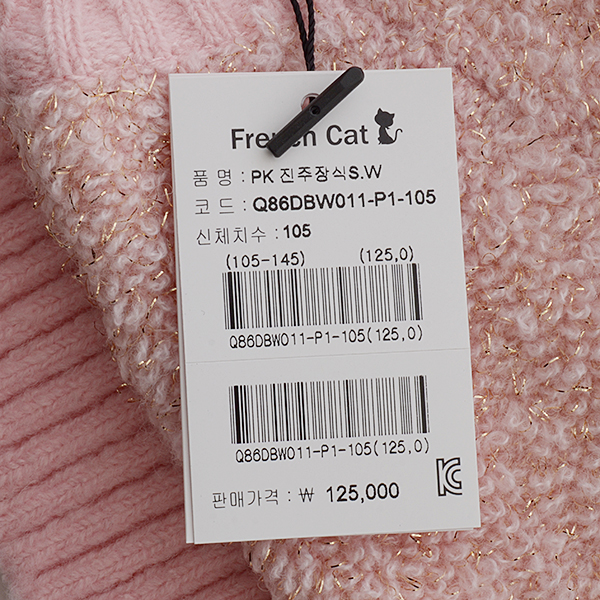 French Cat
품 명 : PK 진주장식S.W
코 드 : Q86DBW011-P1-105
신체치수 : 105
(105-145) (125,0)
Q86DBW011-P1-105(125,0)
Q86DBW011-P1-105(125,0)
판매가격 : ₩ 125,000